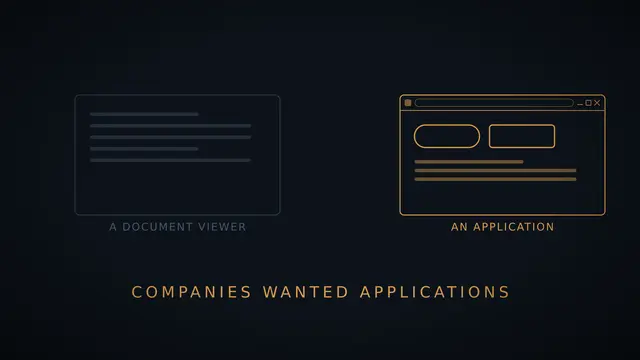 A DOCUMENT VIEWER
AN APPLICATION
COMPANIES WANTED APPLICATIONS